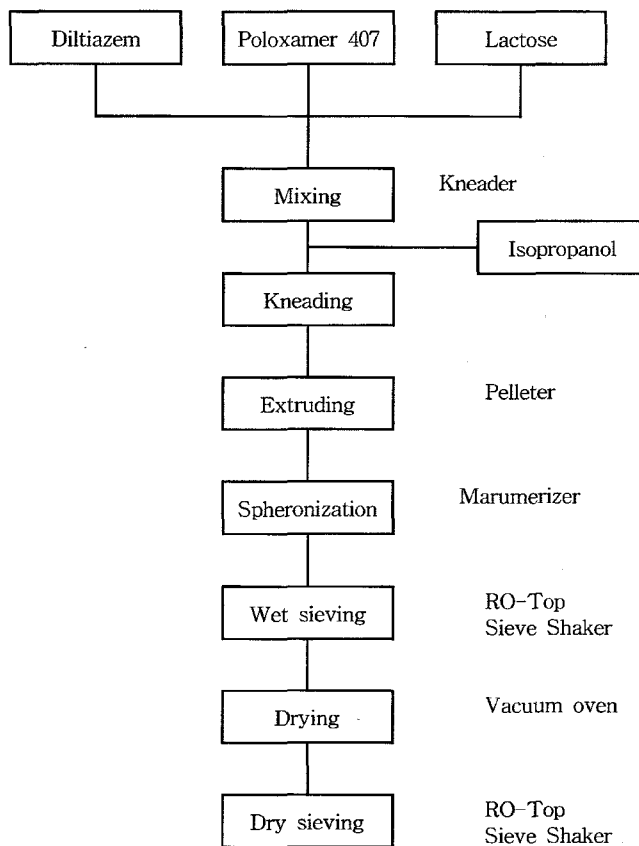 Diltiazem
Poloxamer 407
Lactose
Mixing
Kneader
Isopropanol
Kneading
Extruding
Pelleter
Spheronization
Marumerizer
Wet sieving
RO-Top
Sieve Shaker
Drying
Vacuum oven
Dry sieving
RO-Top
Sieve Shaker